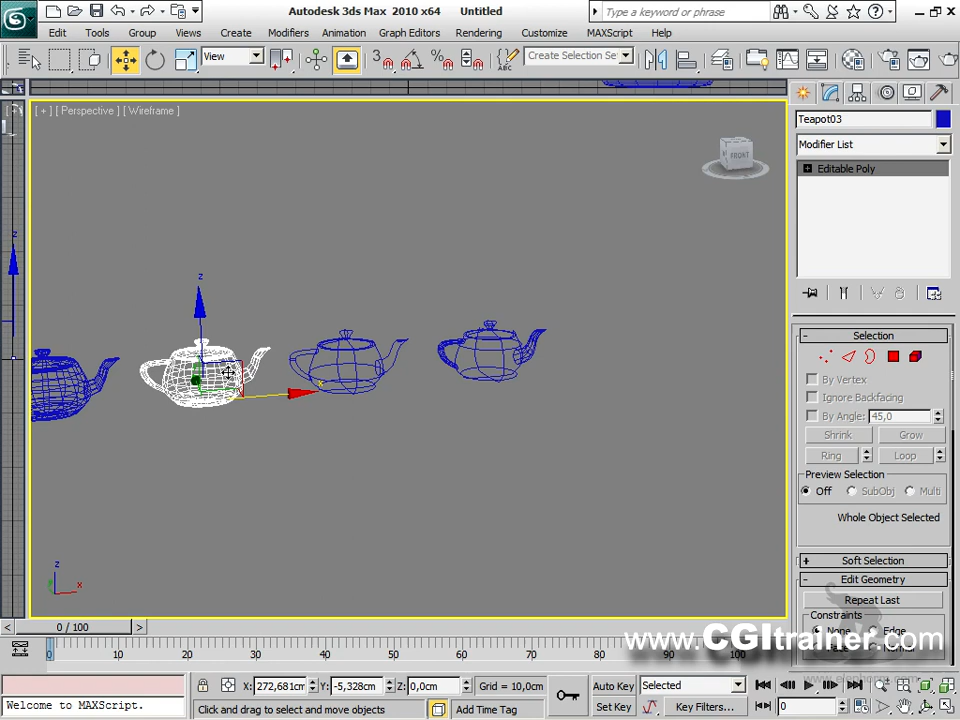 Autodesk 3ds Max 2010 x64 Untitled
Type a keyword or phrase
Edit Tools Group Views Create Modifiers Animation Graph Editors Rendering Customize MAXScript Help
View
Create Selection Se
[ + ] [ Perspective ] [ Wireframe ]
FRONT
z
z
x
z
x
Teapot03
Modifier List
Editable Poly
Selection
By Vertex
Ignore Backfacing
By Angle: 45,0
Shrink Grow
Ring Loop
Preview Selection
Off SubObj Multi
Whole Object Selected
Soft Selection
Edit Geometry
Repeat Last
Constraints
None Edge
0 / 100
0 10 20 30 40 50 60 70 80 90 100
www.CGItrainer.com
X: 272,681cm Y: -5,328cm Z: 0,0cm Grid = 10,0cm
Auto Key Selected
Welcome to MAXScript.
Click and drag to select and move objects
Add Time Tag
Set Key Key Filters... 0